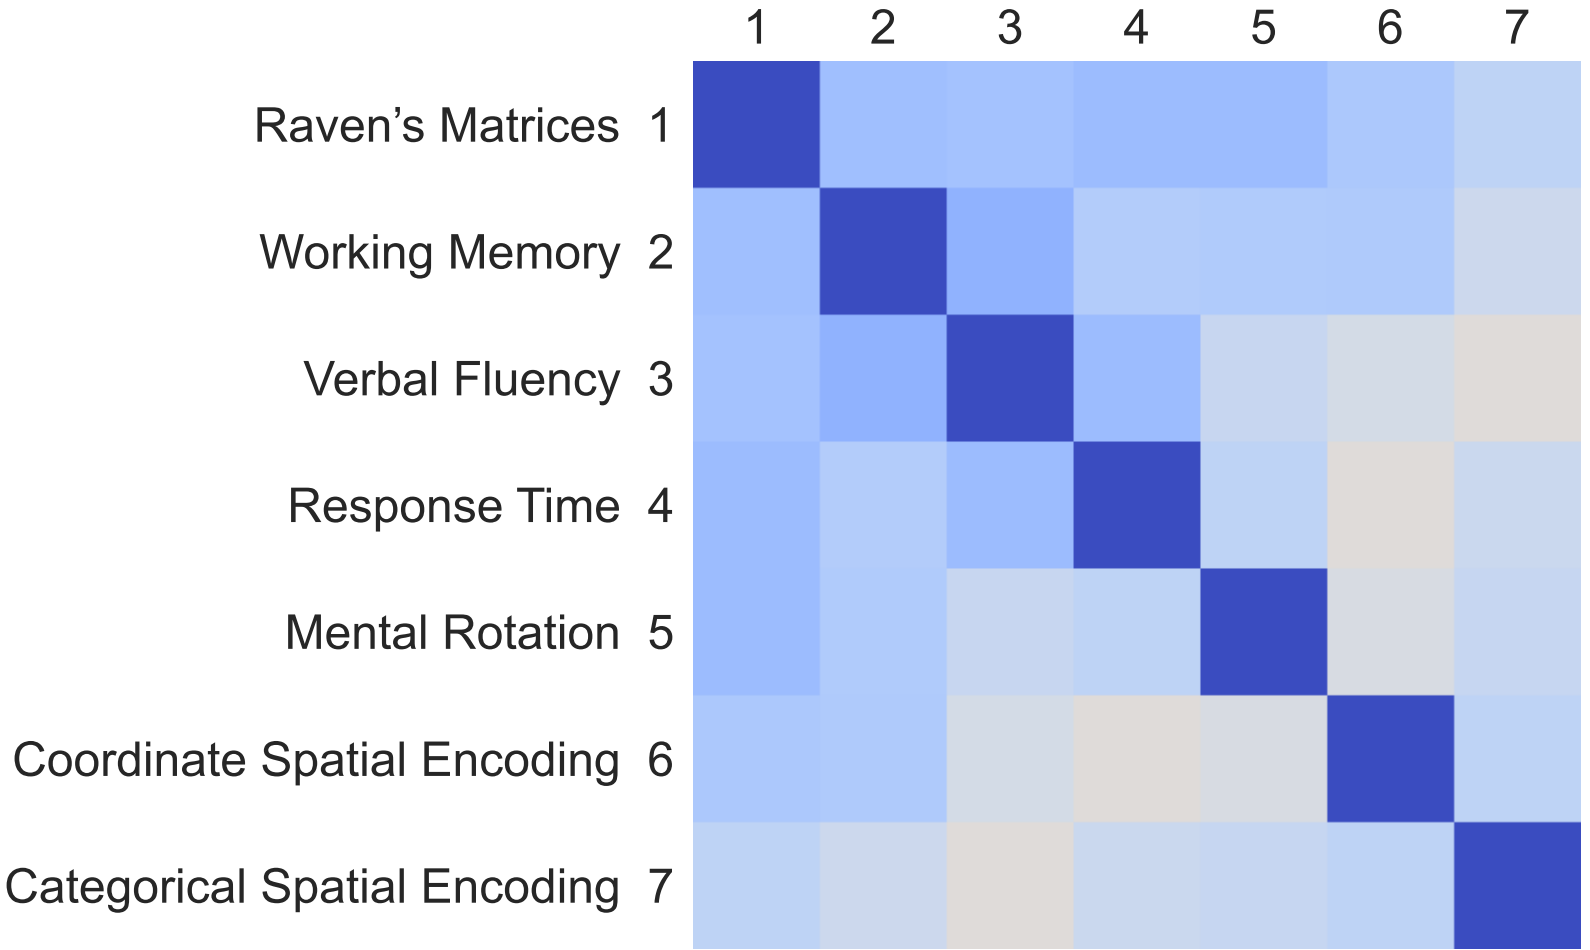 1 2 3 4 5 6 7
Raven’s Matrices 1
Working Memory 2
Verbal Fluency 3
Response Time 4
Mental Rotation 5
Coordinate Spatial Encoding 6
Categorical Spatial Encoding 7